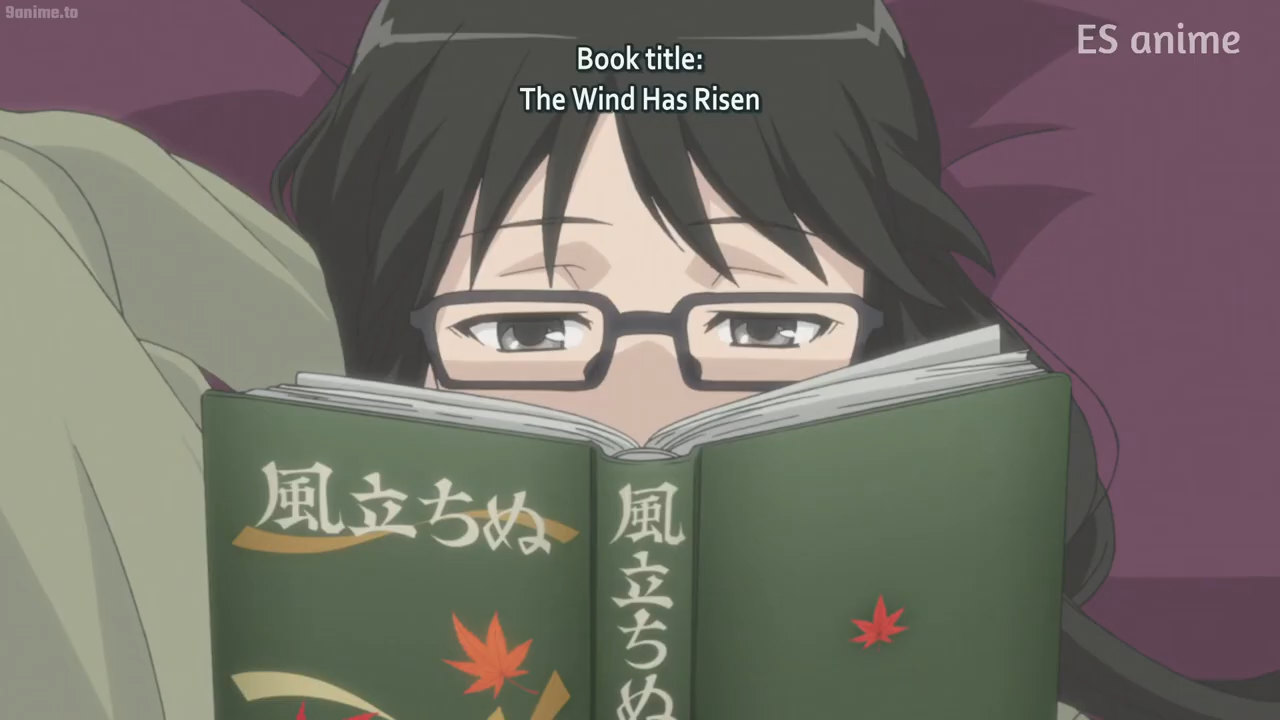 9anime.to
ES anime
Book title:
The Wind Has Risen
風立ちぬ
風立ちぬ